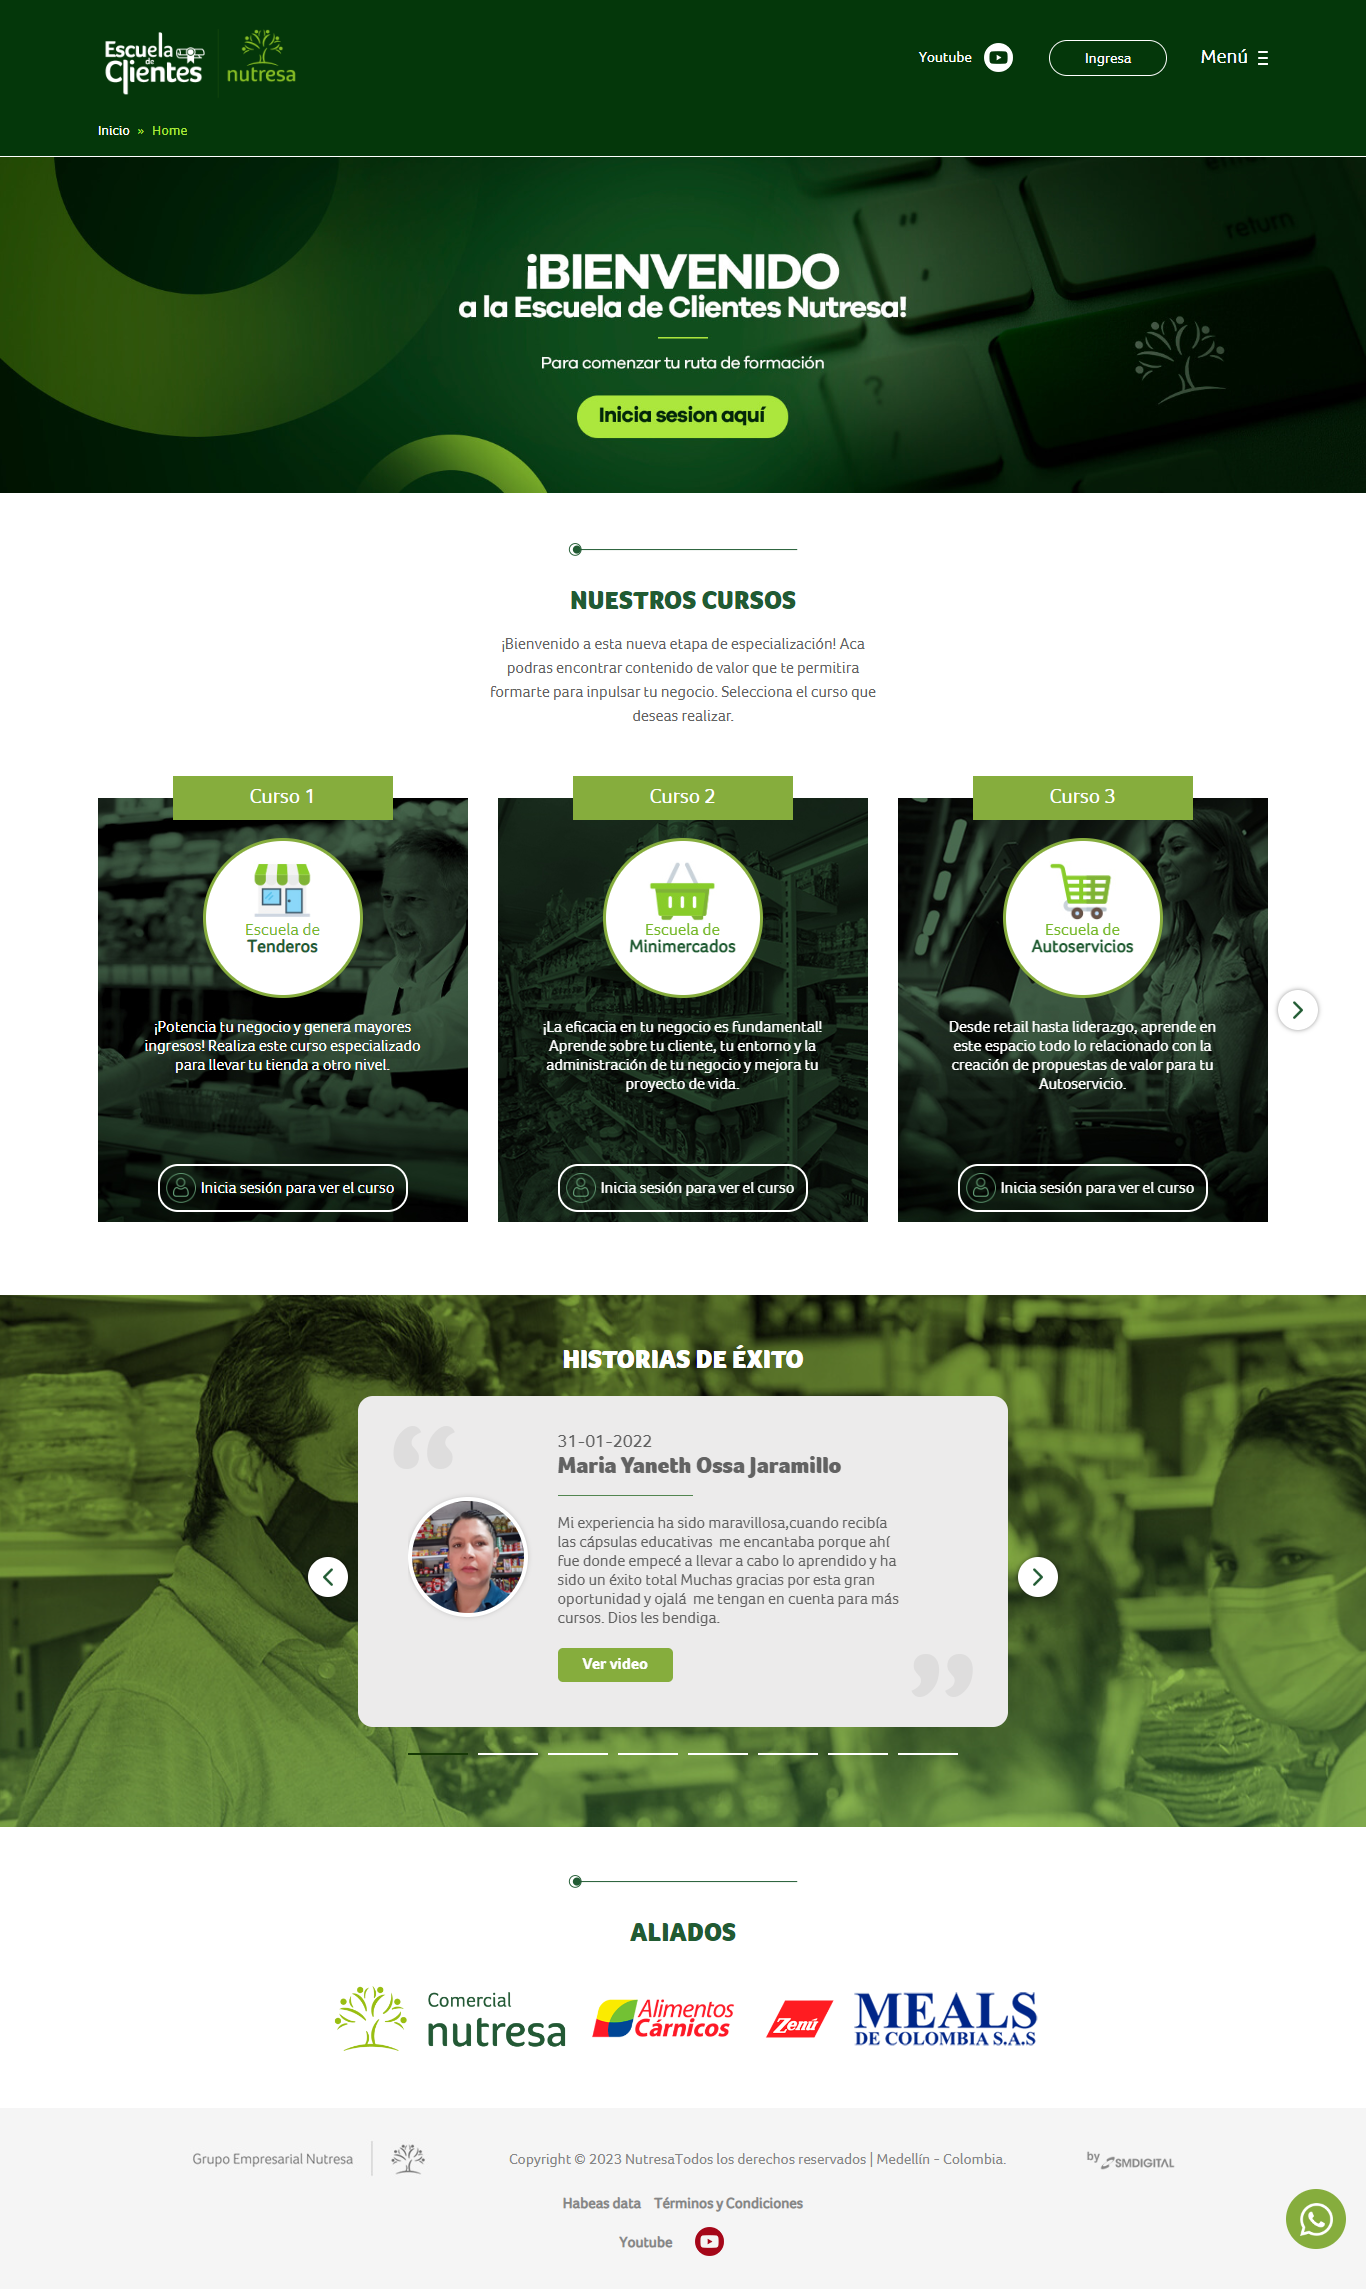 Escuela
de
Clientes
nutresa
Youtube
Ingresa
Menú
Inicio » Home
return
¡BIENVENIDO
a la Escuela de Clientes Nutresa!
Para comenzar tu ruta de formación
Inicia sesion aquí
NUESTROS CURSOS
¡Bienvenido a esta nueva etapa de especialización! Aca
podras encontrar contenido de valor que te permitira
formarte para inpulsar tu negocio. Selecciona el curso que
deseas realizar.
Curso 1
Escuela de
Tenderos
¡Potencia tu negocio y genera mayores
ingresos! Realiza este curso especializado
para llevar tu tienda a otro nivel.
Inicia sesión para ver el curso
Curso 2
Escuela de
Minimercados
¡La eficacia en tu negocio es fundamental!
Aprende sobre tu cliente, tu entorno y la
administración de tu negocio y mejora tu
proyecto de vida.
Inicia sesión para ver el curso
Curso 3
Escuela de
Autoservicios
Desde retail hasta liderazgo, aprende en
este espacio todo lo relacionado con la
creación de propuestas de valor para tu
Autoservicio.
Inicia sesión para ver el curso
HISTORIAS DE ÉXITO
31-01-2022
Maria Yaneth Ossa Jaramillo
Mi experiencia ha sido maravillosa,cuando recibía
las cápsulas educativas  me encantaba porque ahí
fue donde empecé a llevar a cabo lo aprendido y ha
sido un éxito total Muchas gracias por esta gran
oportunidad y ojalá  me tengan en cuenta para más
cursos. Dios les bendiga.
Ver video
ALIADOS
Comercial
nutresa
Alimentos
Cárnicos
Zenú
MEALS
DE COLOMBIA S.A.S
Grupo Empresarial Nutresa
Copyright © 2023 NutresaTodos los derechos reservados | Medellín - Colombia.
by SMDIGITAL
Habeas data Términos y Condiciones
Youtube